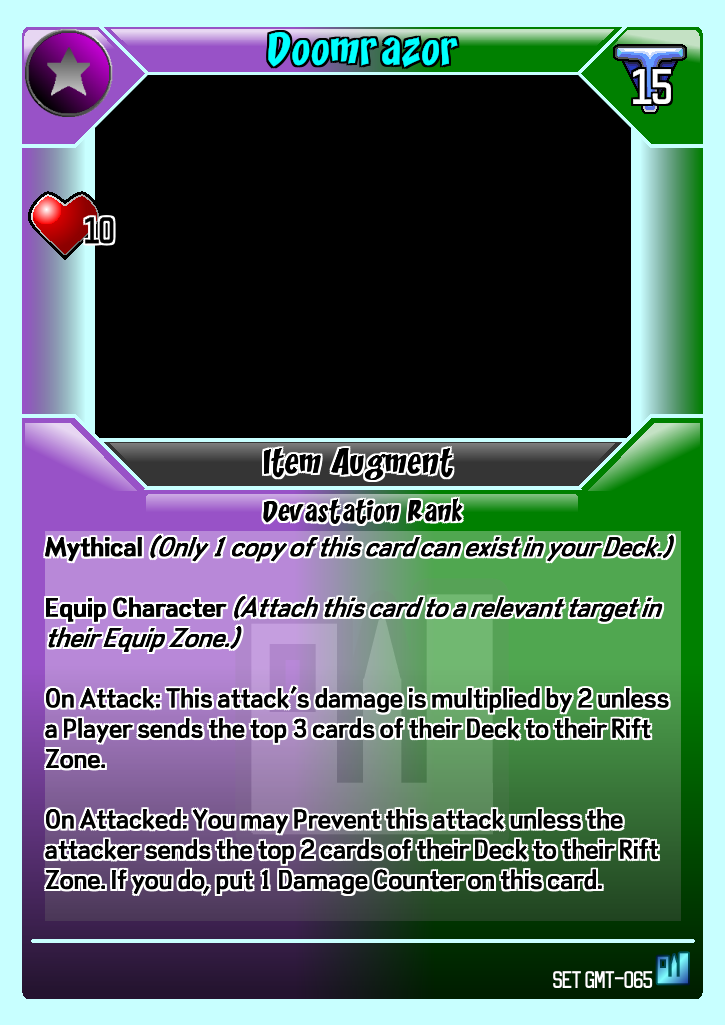 Doomrazor
15
10
Item Augment
Devastation Rank
Mythical (Only 1 copy of this card can exist in your Deck.)
Equip Character (Attach this card to a relevant target in
their Equip Zone.)
On Attack: This attack's damage is multiplied by 2 unless
a Player sends the top 3 cards of their Deck to their Rift
Zone.
On Attacked: You may Prevent this attack unless the
attacker sends the top 2 cards of their Deck to their Rift
Zone. If you do, put 1 Damage Counter on this card.
SET GMT-065